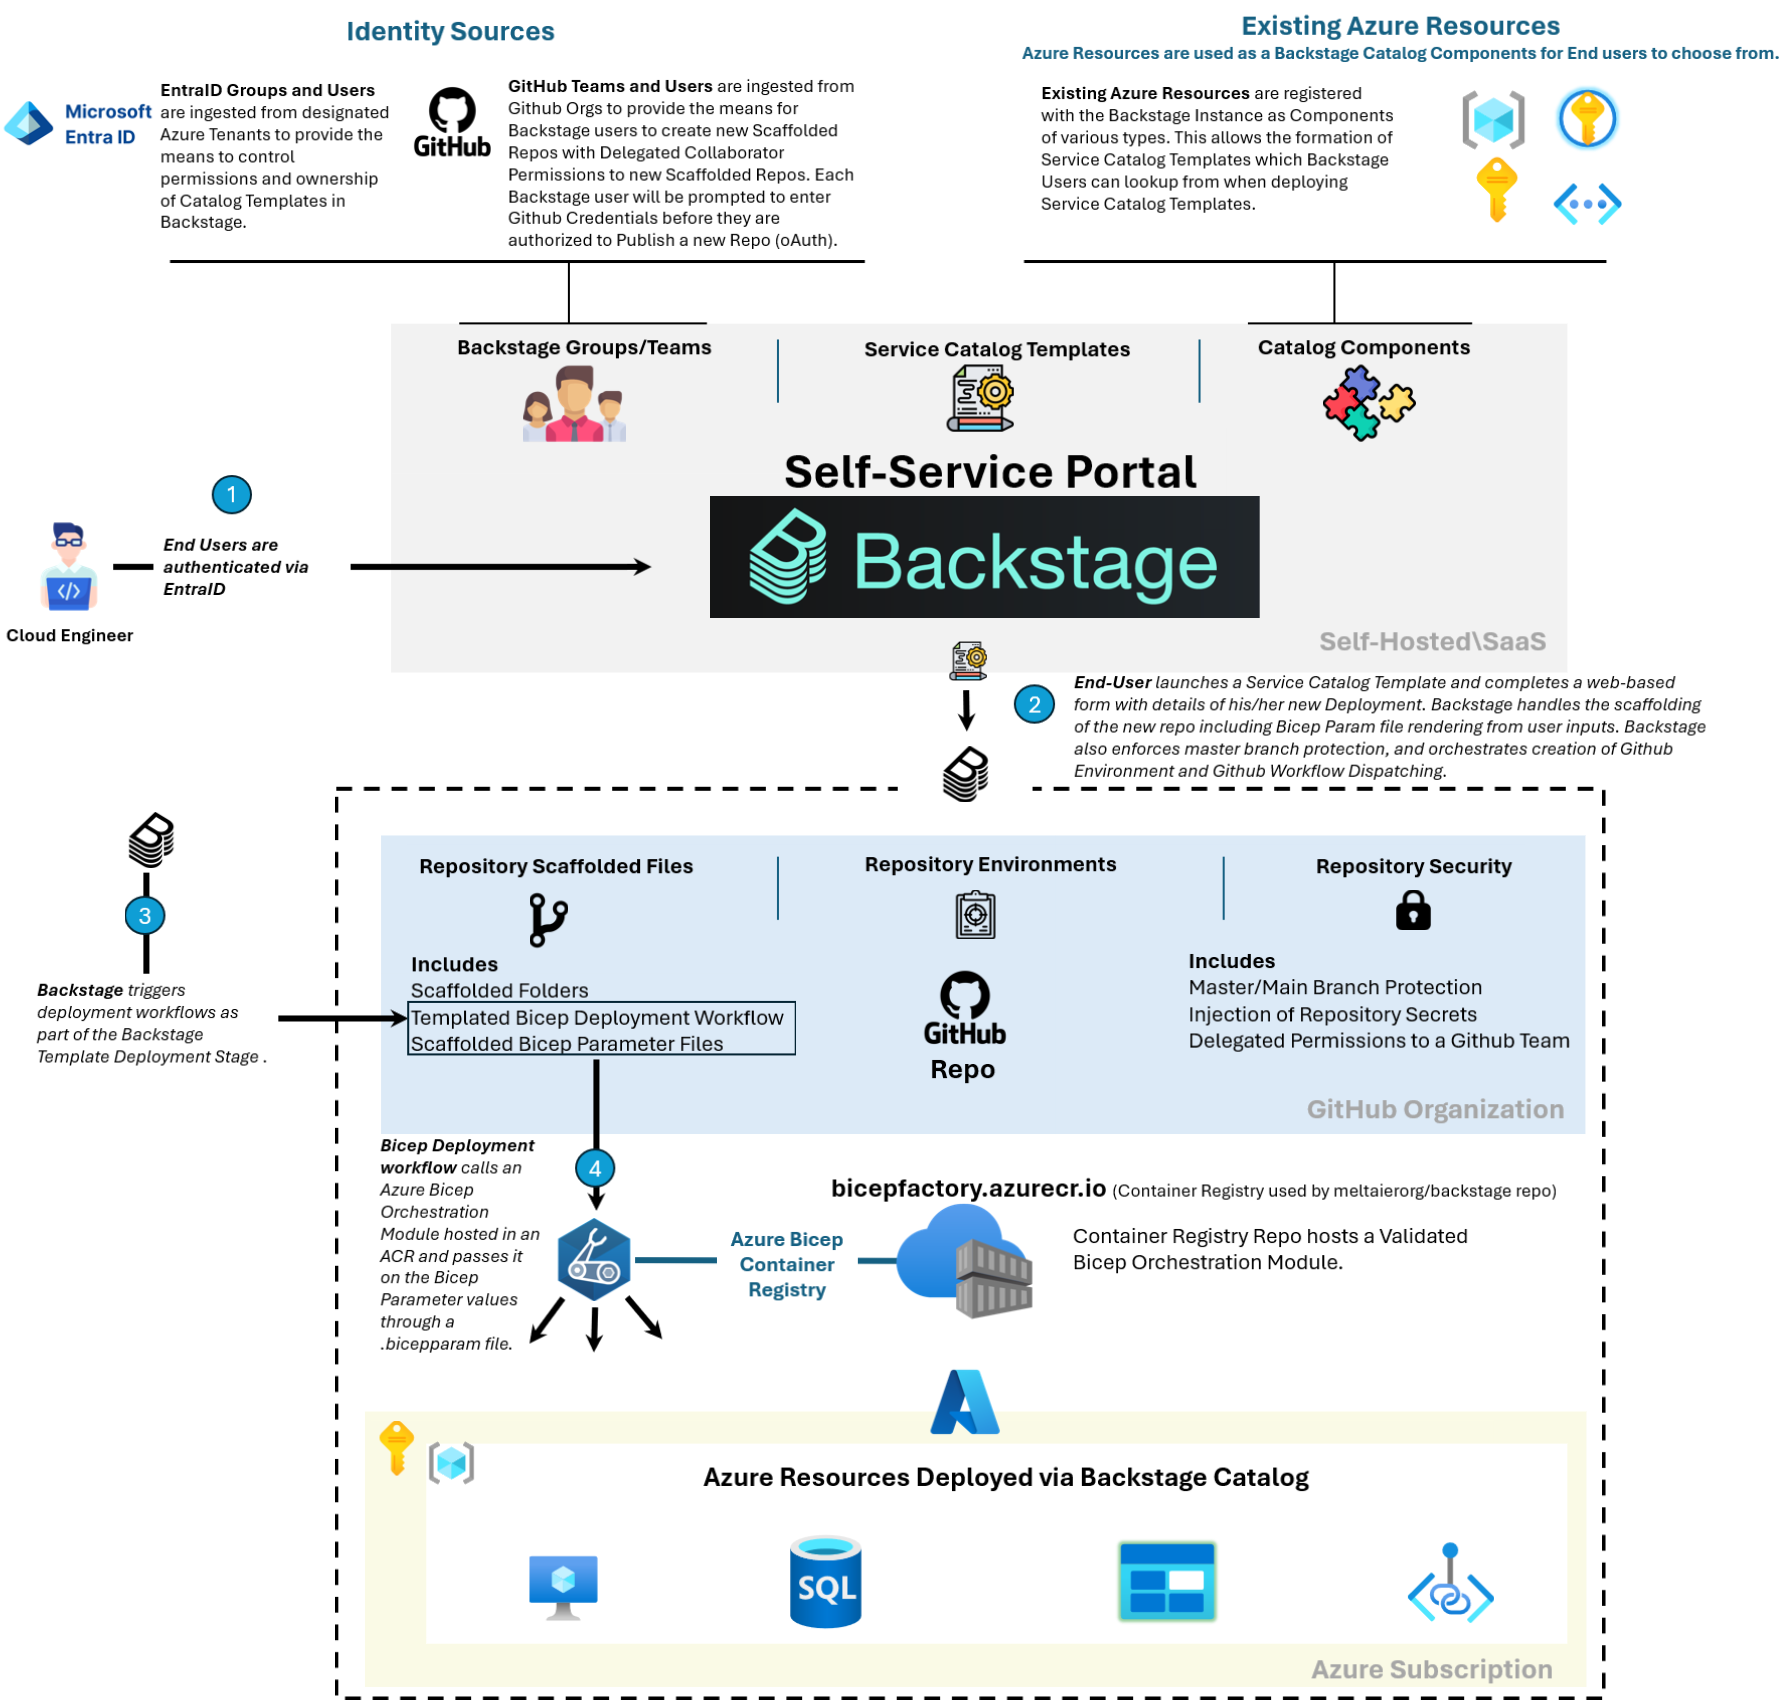 Identity Sources
Microsoft
Entra ID
EntraID Groups and Users
are ingested from designated
Azure Tenants to provide the
means to control
permissions and ownership
of Catalog Templates in
Backstage.
GitHub
GitHub Teams and Users are ingested from
Github Orgs to provide the means for
Backstage users to create new Scaffolded
Repos with Delegated Collaborator
Permissions to new Scaffolded Repos. Each
Backstage user will be prompted to enter
Github Credentials before they are
authorized to Publish a new Repo (oAuth).
Existing Azure Resources
Azure Resources are used as a Backstage Catalog Components for End users to choose from.
Existing Azure Resources are registered
with the Backstage Instance as Components
of various types. This allows the formation of
Service Catalog Templates which Backstage
Users can lookup from when deploying
Service Catalog Templates.
Backstage Groups/Teams
Service Catalog Templates
Catalog Components
Self-Service Portal
Backstage
Self-Hosted\SaaS
1
End Users are
authenticated via
EntraID
Cloud Engineer
2
End-User launches a Service Catalog Template and completes a web-based
form with details of his/her new Deployment. Backstage handles the scaffolding
of the new repo including Bicep Param file rendering from user inputs. Backstage
also enforces master branch protection, and orchestrates creation of Github
Environment and Github Workflow Dispatching.
3
Backstage triggers
deployment workflows as
part of the Backstage
Template Deployment Stage .
Repository Scaffolded Files
Includes
Scaffolded Folders
Templated Bicep Deployment Workflow
Scaffolded Bicep Parameter Files
Repository Environments
GitHub
Repo
Repository Security
Includes
Master/Main Branch Protection
Injection of Repository Secrets
Delegated Permissions to a Github Team
GitHub Organization
Bicep Deployment
workflow calls an
Azure Bicep
Orchestration
Module hosted in an
ACR and passes it
on the Bicep
Parameter values
through a
.bicepparam file.
4
Azure Bicep
Container
Registry
bicepfactory.azurecr.io (Container Registry used by meltaierorg/backstage repo)
Container Registry Repo hosts a Validated
Bicep Orchestration Module.
Azure Resources Deployed via Backstage Catalog
SQL
Azure Subscription